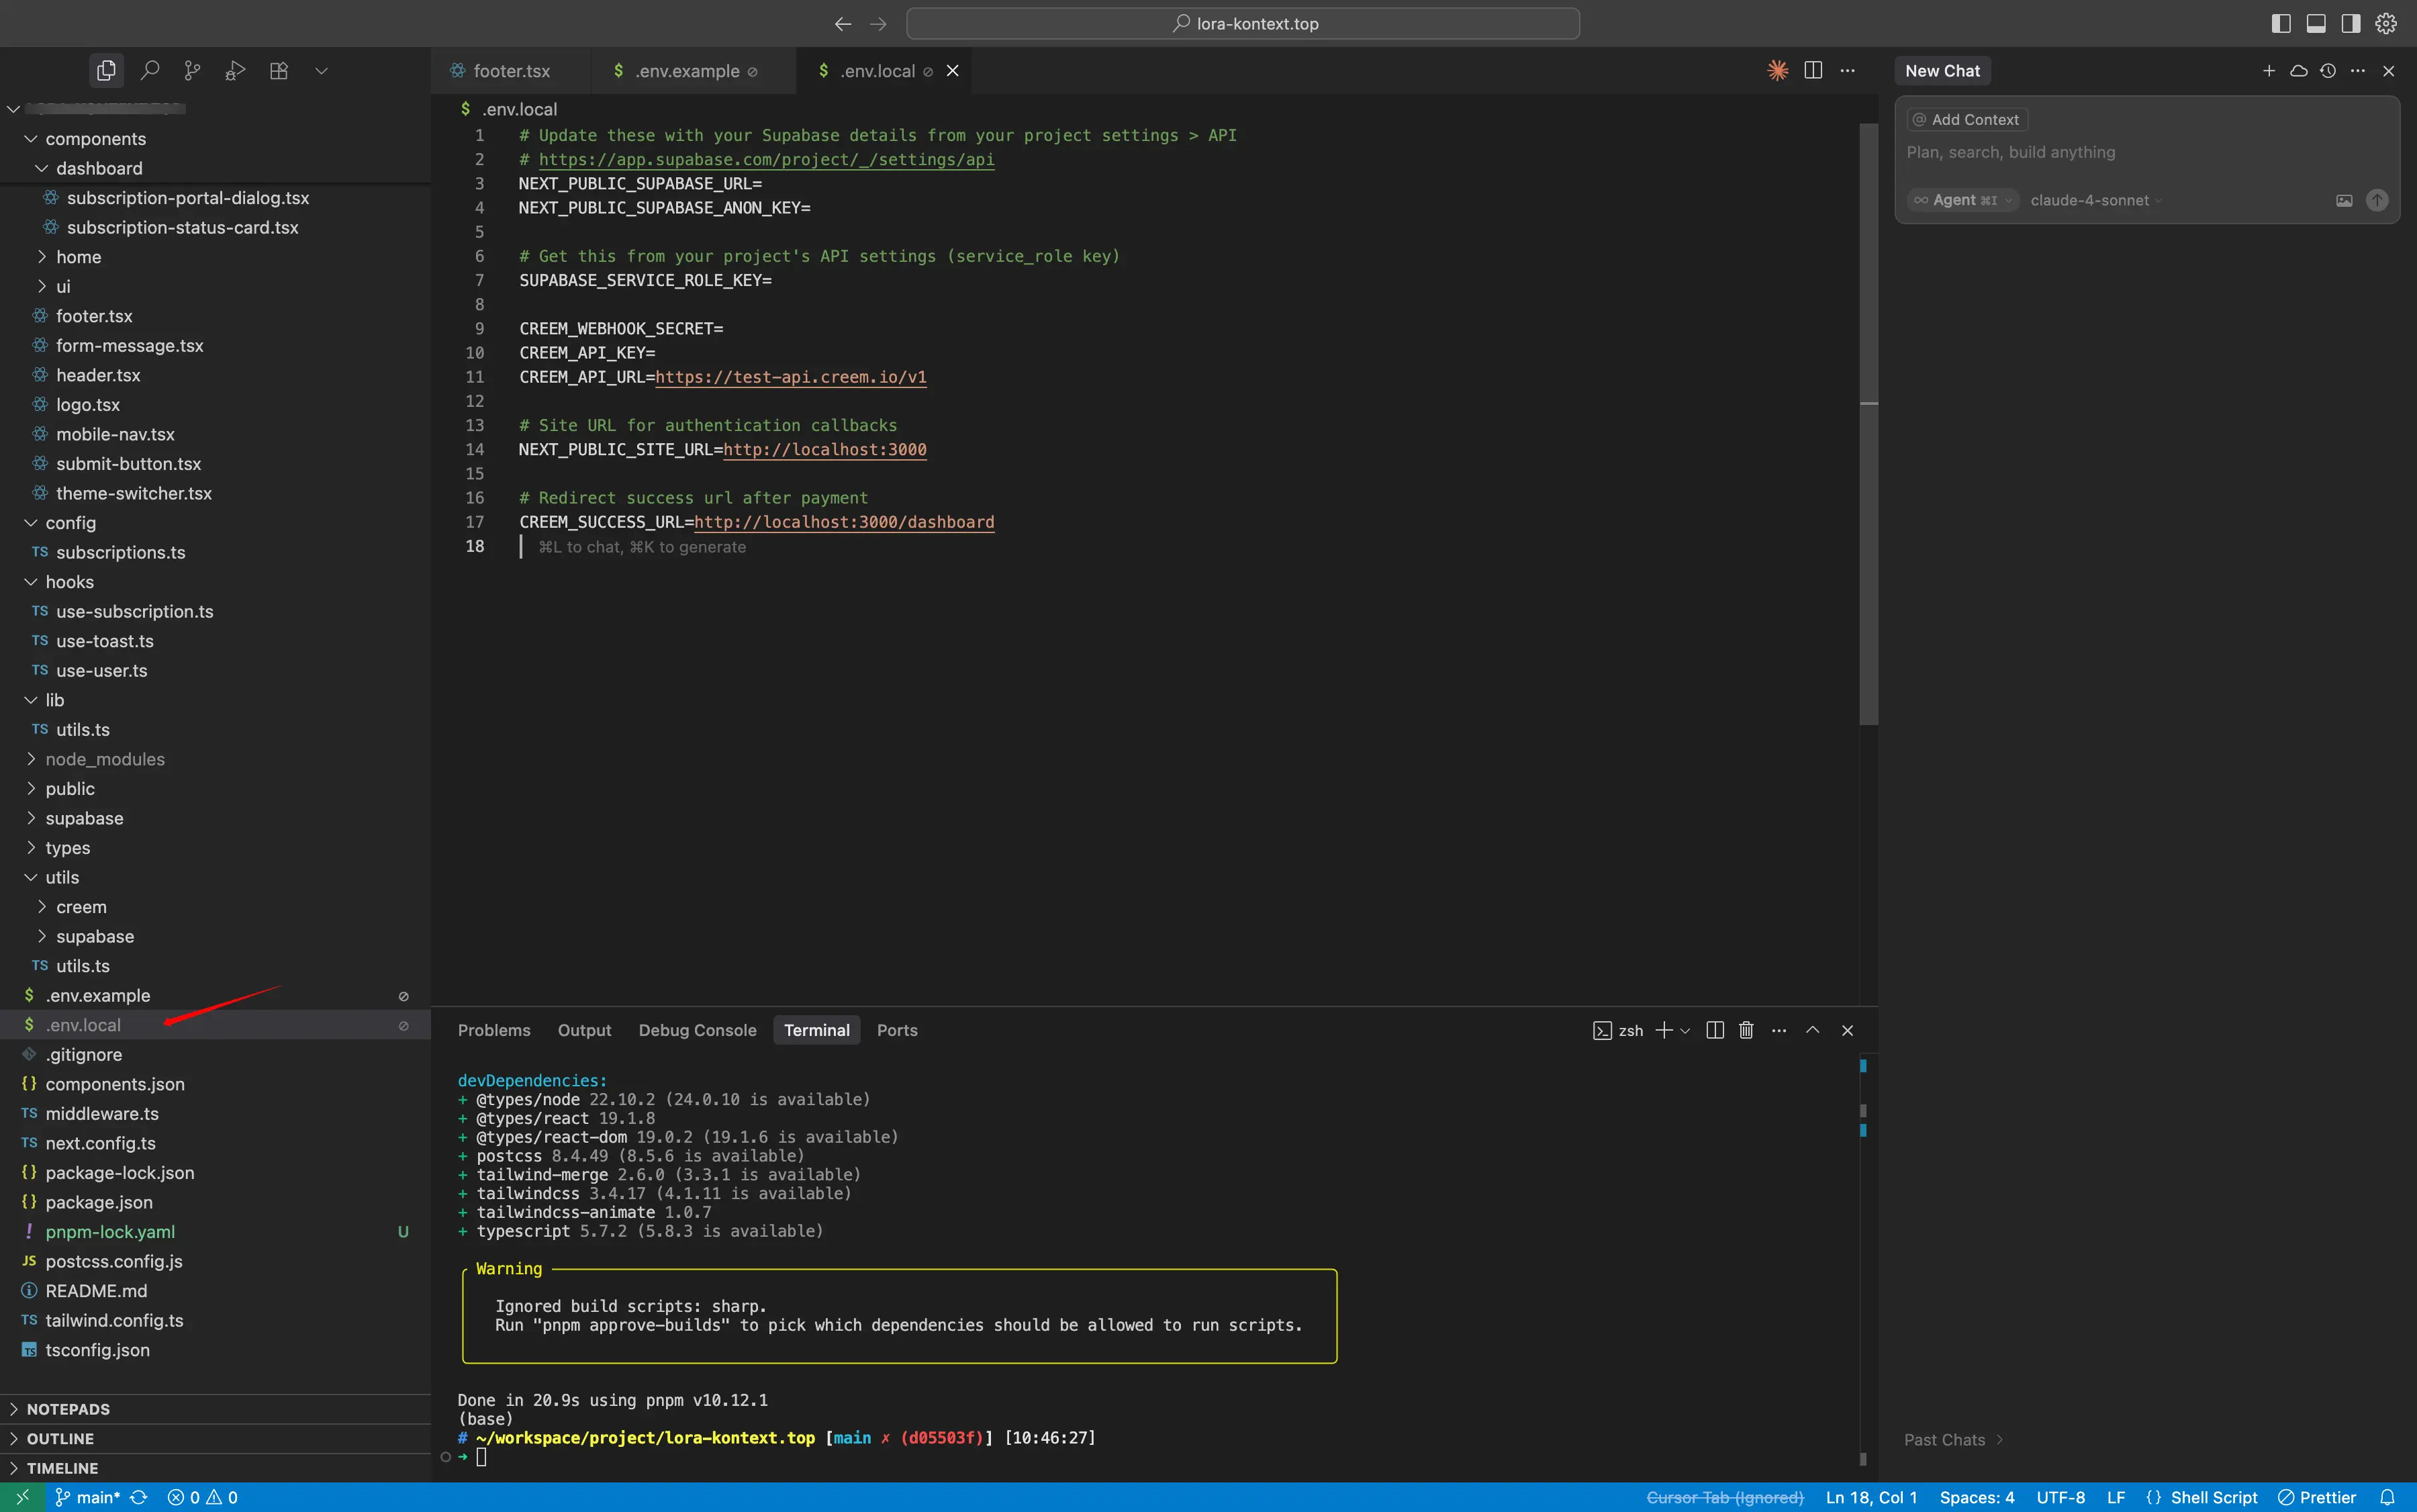 lora-kontext.top
components
dashboard
subscription-portal-dialog.tsx
subscription-status-card.tsx
home
ui
footer.tsx
form-message.tsx
header.tsx
logo.tsx
mobile-nav.tsx
submit-button.tsx
theme-switcher.tsx
config
TS subscriptions.ts
hooks
TS use-subscription.ts
TS use-toast.ts
TS use-user.ts
lib
TS utils.ts
node_modules
public
supabase
types
utils
creem
supabase
TS utils.ts
$ .env.example
$ .env.local
.gitignore
{} components.json
TS middleware.ts
TS next.config.ts
{} package-lock.json
{} package.json
! pnpm-lock.yaml U
JS postcss.config.js
README.md
TS tailwind.config.ts
TS tsconfig.json
NOTEPADS
OUTLINE
TIMELINE
footer.tsx $ .env.example $ .env.local
$ .env.local
1 # Update these with your Supabase details from your project settings > API
2 # https://app.supabase.com/project/_/settings/api
3 NEXT_PUBLIC_SUPABASE_URL=
4 NEXT_PUBLIC_SUPABASE_ANON_KEY=
5
6 # Get this from your project's API settings (service_role key)
7 SUPABASE_SERVICE_ROLE_KEY=
8
9 CREEM_WEBHOOK_SECRET=
10 CREEM_API_KEY=
11 CREEM_API_URL=https://test-api.creem.io/v1
12
13 # Site URL for authentication callbacks
14 NEXT_PUBLIC_SITE_URL=http://localhost:3000
15
16 # Redirect success url after payment
17 CREEM_SUCCESS_URL=http://localhost:3000/dashboard
18 ⌘L to chat, ⌘K to generate
Problems Output Debug Console Terminal Ports zsh
devDependencies:
+ @types/node 22.10.2 (24.0.10 is available)
+ @types/react 19.1.8
+ @types/react-dom 19.0.2 (19.1.6 is available)
+ postcss 8.4.49 (8.5.6 is available)
+ tailwind-merge 2.6.0 (3.3.1 is available)
+ tailwindcss 3.4.17 (4.1.11 is available)
+ tailwindcss-animate 1.0.7
+ typescript 5.7.2 (5.8.3 is available)
Warning
Ignored build scripts: sharp.
Run "pnpm approve-builds" to pick which dependencies should be allowed to run scripts.
Done in 20.9s using pnpm v10.12.1
(base)
# ~/workspace/project/lora-kontext.top [main ✗ (d05503f)] [10:46:27]
➜
New Chat
@ Add Context
Plan, search, build anything
∞ Agent ⌘I claude-4-sonnet
Past Chats
main* 0 0 Cursor Tab (Ignored) Ln 18, Col 1 Spaces: 4 UTF-8 LF {} Shell Script Prettier